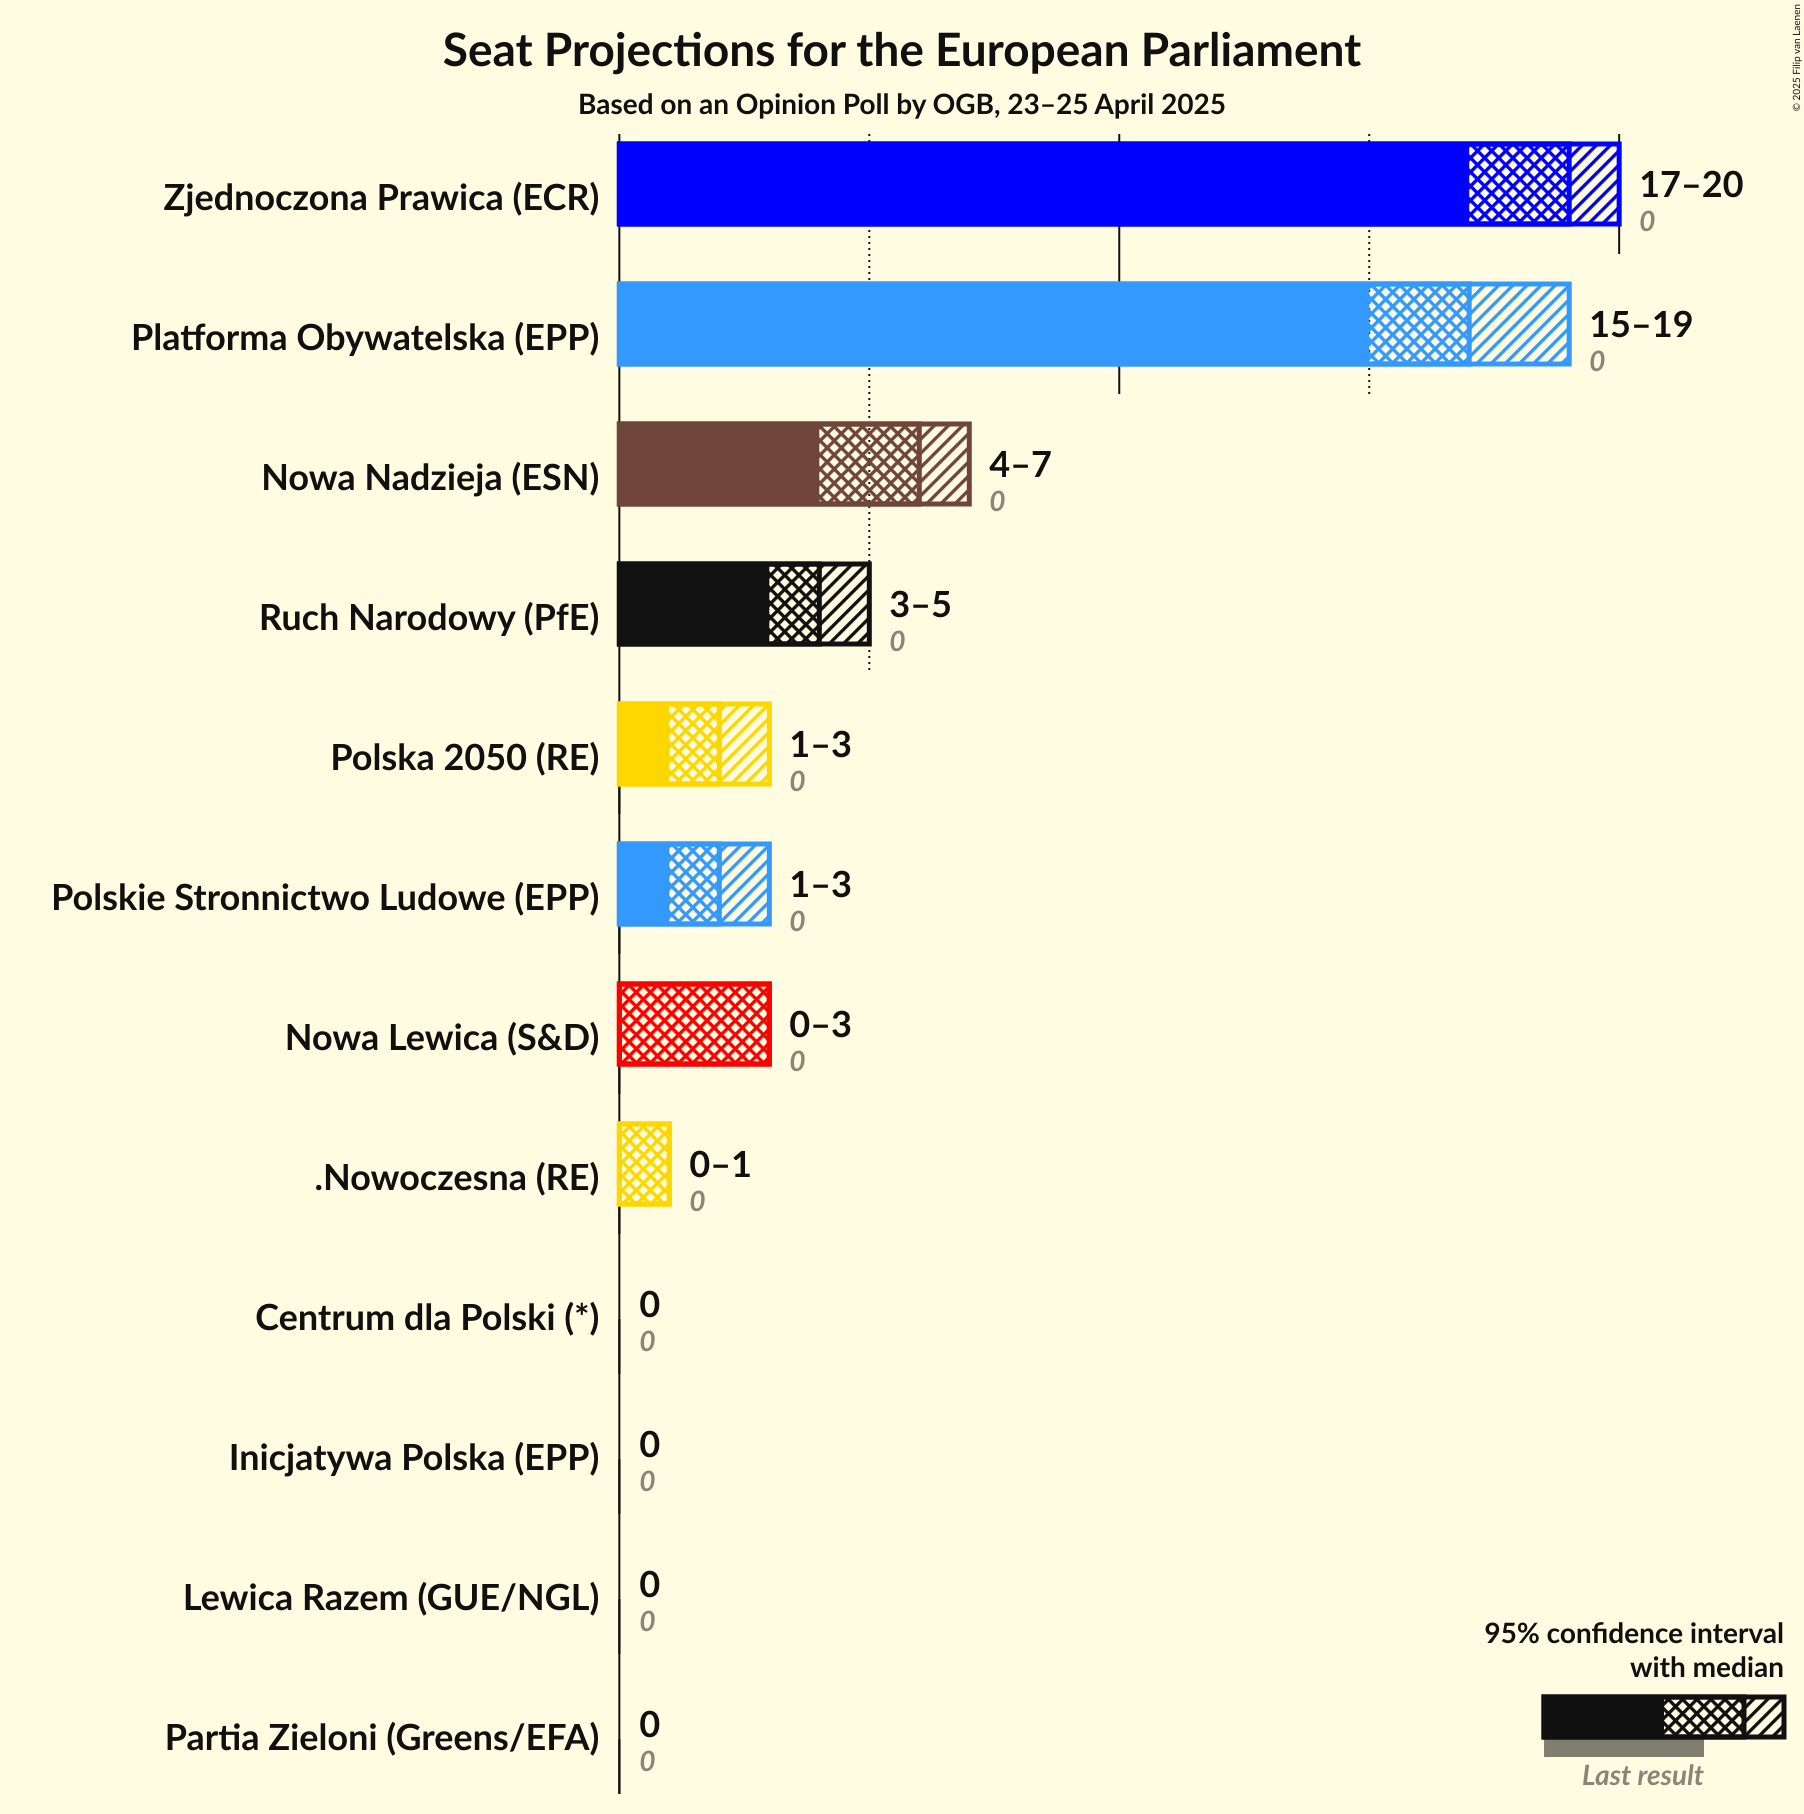 Seat Projections for the European Parliament
Based on an Opinion Poll by OGB, 23–25 April 2025
© 2025 Filip van Laenen
Zjednoczona Prawica (ECR)
17–20
0
Platforma Obywatelska (EPP)
15–19
0
Nowa Nadzieja (ESN)
4–7
0
Ruch Narodowy (PfE)
3–5
0
Polska 2050 (RE)
1–3
0
Polskie Stronnictwo Ludowe (EPP)
1–3
0
Nowa Lewica (S&D)
0–3
0
.Nowoczesna (RE)
0–1
0
Centrum dla Polski (*)
0
0
Inicjatywa Polska (EPP)
0
0
Lewica Razem (GUE/NGL)
0
0
Partia Zieloni (Greens/EFA)
0
0
95% confidence interval
with median
Last result